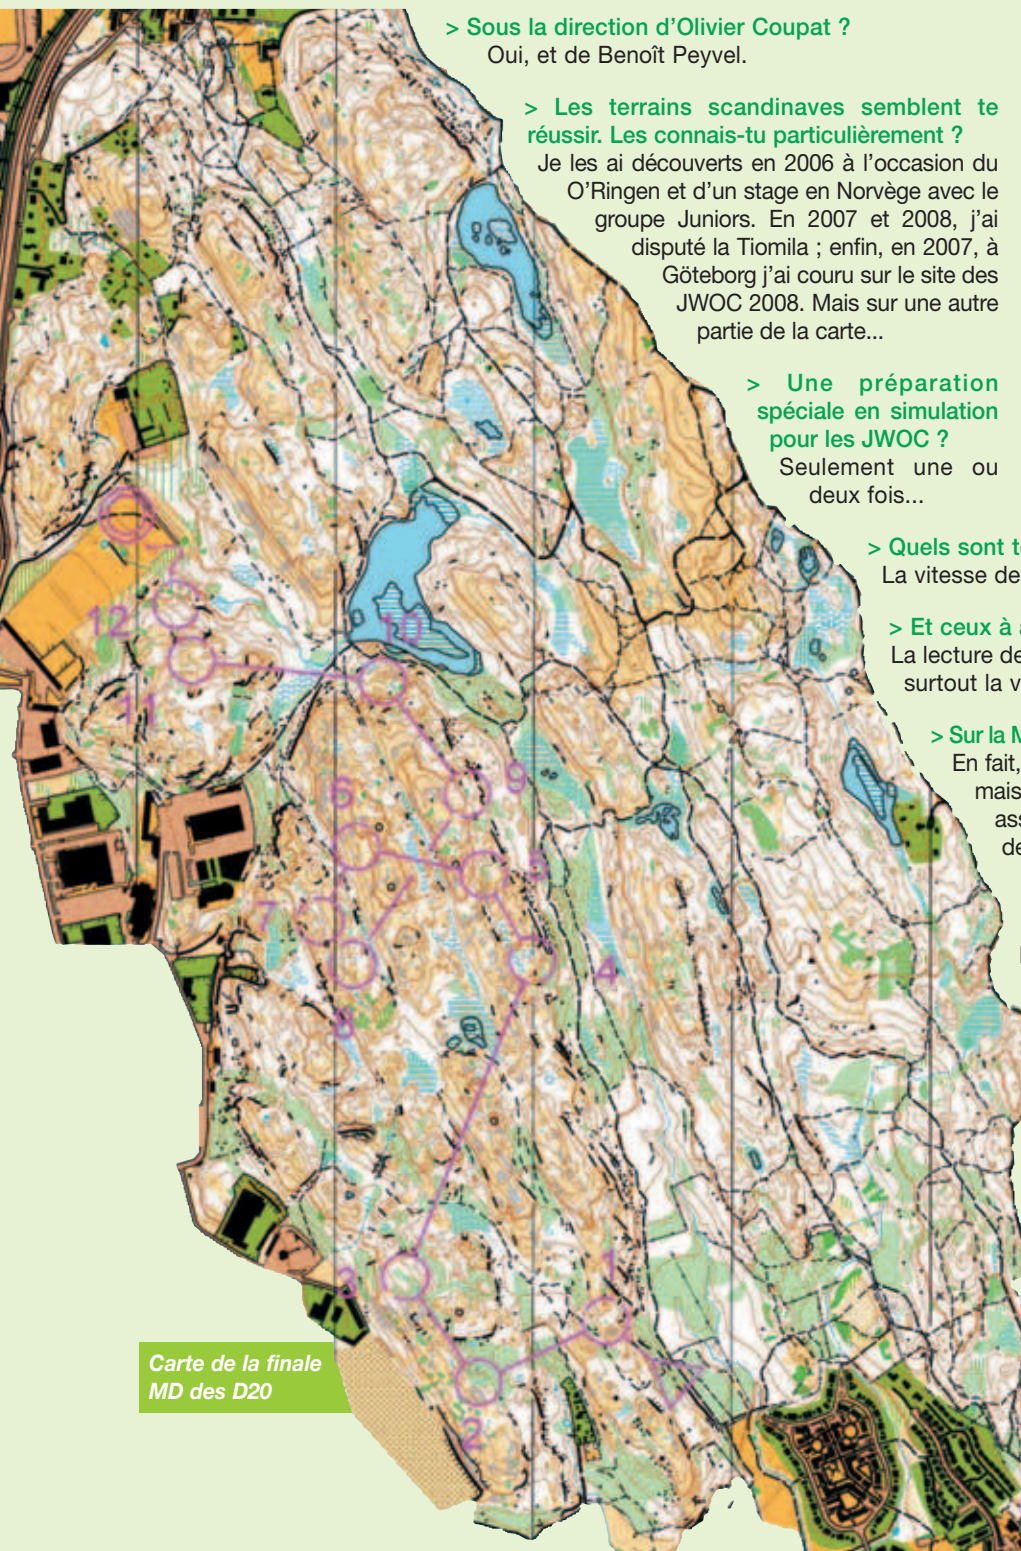 > Sous la direction d'Olivier Coupat ?
Oui, et de Benoît Peyvel.
> Les terrains scandinaves semblent te
réussir. Les connais-tu particulièrement ?
Je les ai découverts en 2006 à l'occasion du
O'Ringen et d'un stage en Norvège avec le
groupe Juniors. En 2007 et 2008, j'ai
disputé la Tiomila ; enfin, en 2007, à
Göteborg j'ai couru sur le site des
JWOC 2008. Mais sur une autre
partie de la carte...
> Une préparation
spéciale en simulation
pour les JWOC ?
Seulement une ou
deux fois...
> Quels sont
La vitesse de
> Et ceux à
La lecture de
surtout la
> Sur la
En fait,
mais
12
10
11
6
9
5
7
4
8
3
1
2
Carte de la finale
MD des D20